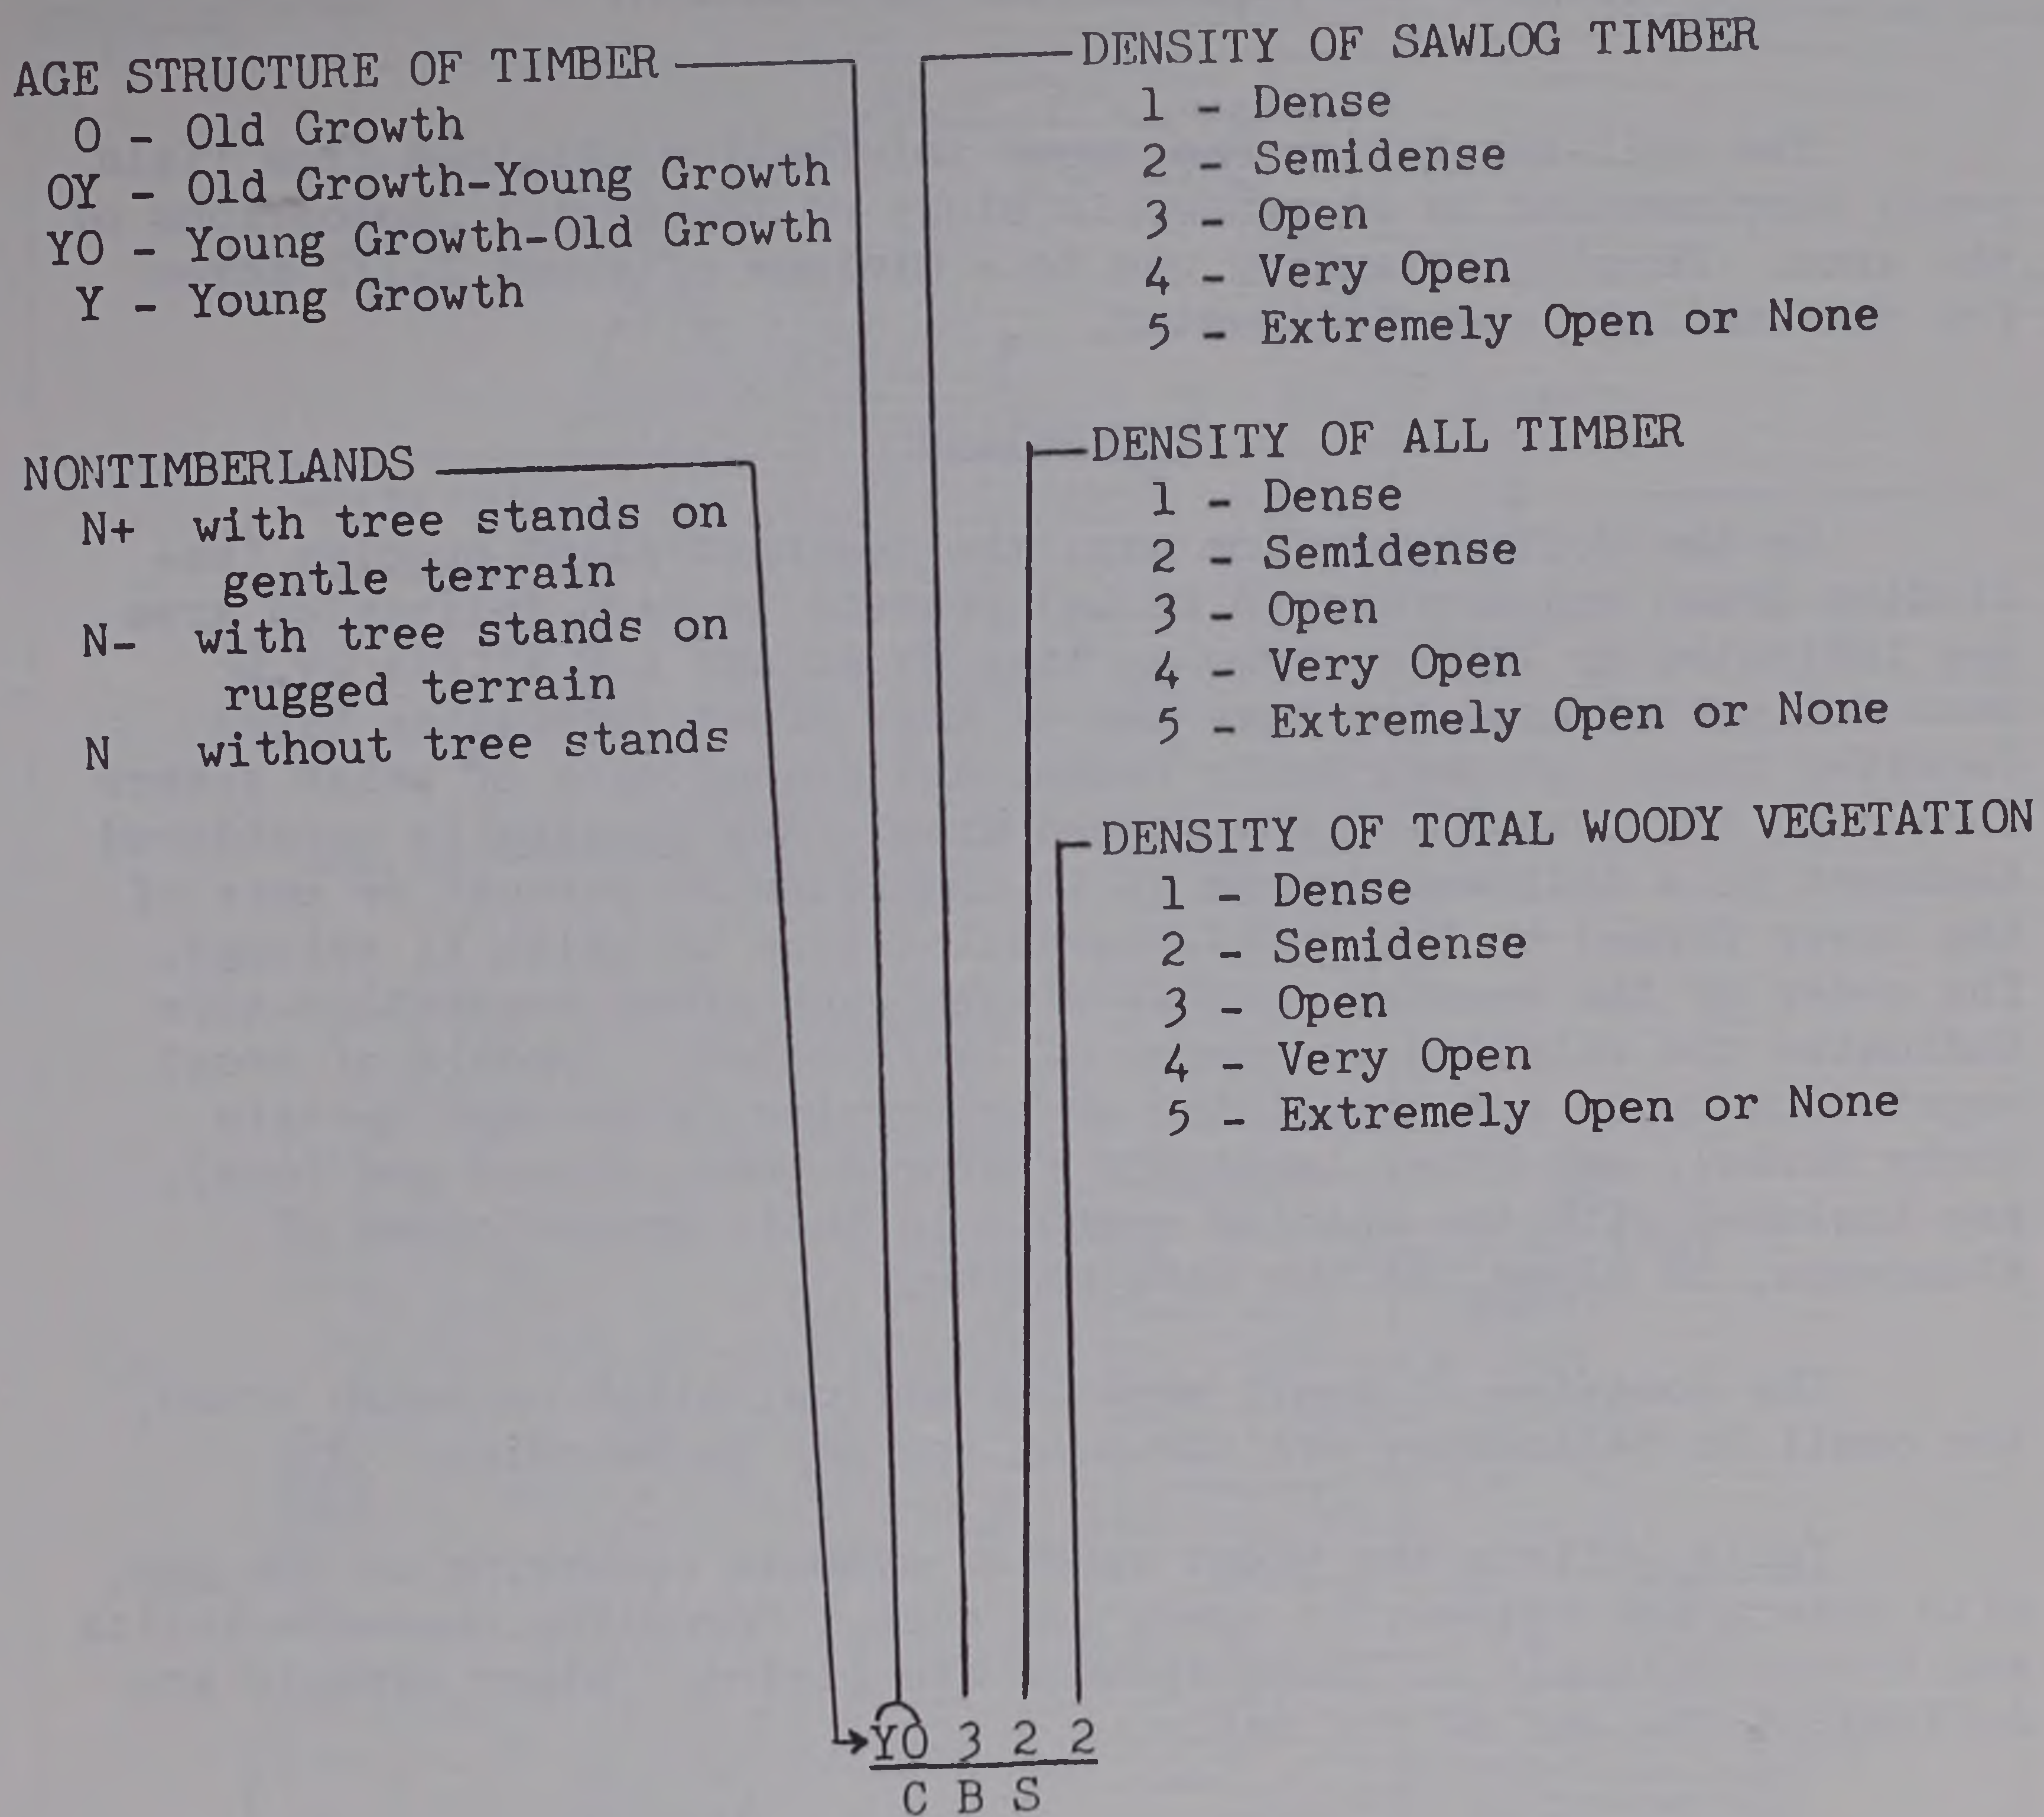 AGE STRUCTURE OF TIMBER
O - Old Growth
OY - Old Growth-Young Growth
YO - Young Growth-Old Growth
Y - Young Growth
NONTIMBERLANDS
N+ with tree stands on
gentle terrain
N- with tree stands on
rugged terrain
N without tree stands
DENSITY OF SAWLOG TIMBER
1 - Dense
2 - Semidense
3 - Open
4 - Very Open
5 - Extremely Open or None
DENSITY OF ALL TIMBER
1 - Dense
2 - Semidense
3 - Open
4 - Very Open
5 - Extremely Open or None
DENSITY OF TOTAL WOODY VEGETATION
1 - Dense
2 - Semidense
3 - Open
4 - Very Open
5 - Extremely Open or None
YO 3 2 2
C B S